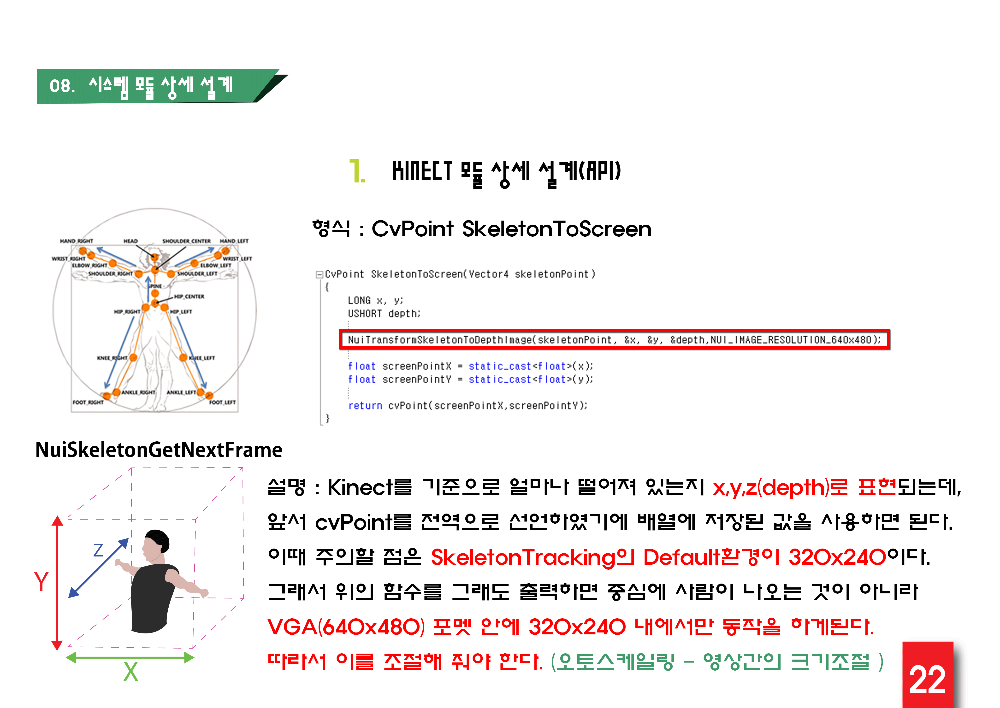 08. 시스템 모듈 상세 설계
1. KINECT 모듈 상세 설계(API)
형식 : CvPoint SkeletonToScreen
HAND_RIGHT
HEAD
SHOULDER_CENTER
HAND_LEFT
WRIST_RIGHT
WRIST_LEFT
ELBOW_RIGHT
ELBOW_LEFT
SHOULDER_RIGHT
SHOULDER_LEFT
SPINE
HIP_CENTER
HIP_RIGHT
HIP_LEFT
KNEE_RIGHT
KNEE_LEFT
ANKLE_RIGHT
ANKLE_LEFT
FOOT_RIGHT
FOOT_LEFT
CvPoint SkeletonToScreen(Vector4 skeletonPoint)
{
LONG x, y;
USHORT depth;
NuiTransformSkeletonToDepthImage(skeletonPoint, &x, &y, &depth,NUI_IMAGE_RESOLUTION_640x480);
float screenPointX = static_cast<float>(x);
float screenPointY = static_cast<float>(y);
return cvPoint(screenPointX,screenPointY);
}
NuiSkeletonGetNextFrame
Z
Y
X
설명 : Kinect를 기준으로 얼마나 떨어져 있는지 x,y,z(depth)로 표현되는데,
앞서 cvPoint를 전역으로 선언하였기에 배열에 저장된 값을 사용하면 된다.
이때 주의할 점은 SkeletonTracking의 Default환경이 320x240이다.
그래서 위의 함수를 그래도 출력하면 중심에 사람이 나오는 것이 아니라
VGA(640x480) 포멧 안에 320x240 내에서만 동작을 하게된다.
따라서 이를 조절해 줘야 한다. (오토스케일링 - 영상간의 크기조절 )
22